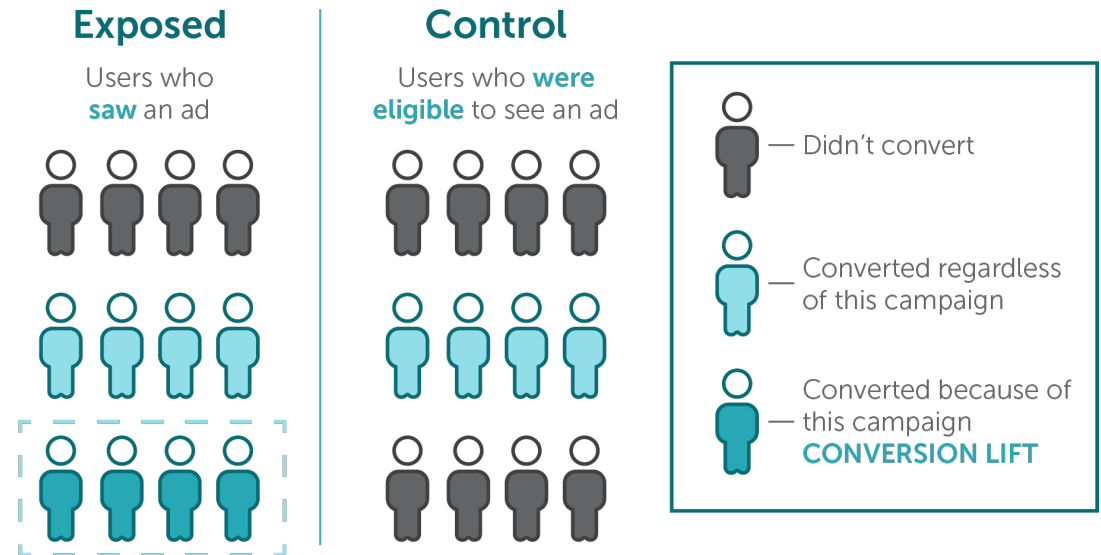 Exposed
Users who
saw an ad
Control
Users who were
eligible to see an ad
Didn’t convert
Converted regardless
of this campaign
Converted because of
this campaign
CONVERSION LIFT